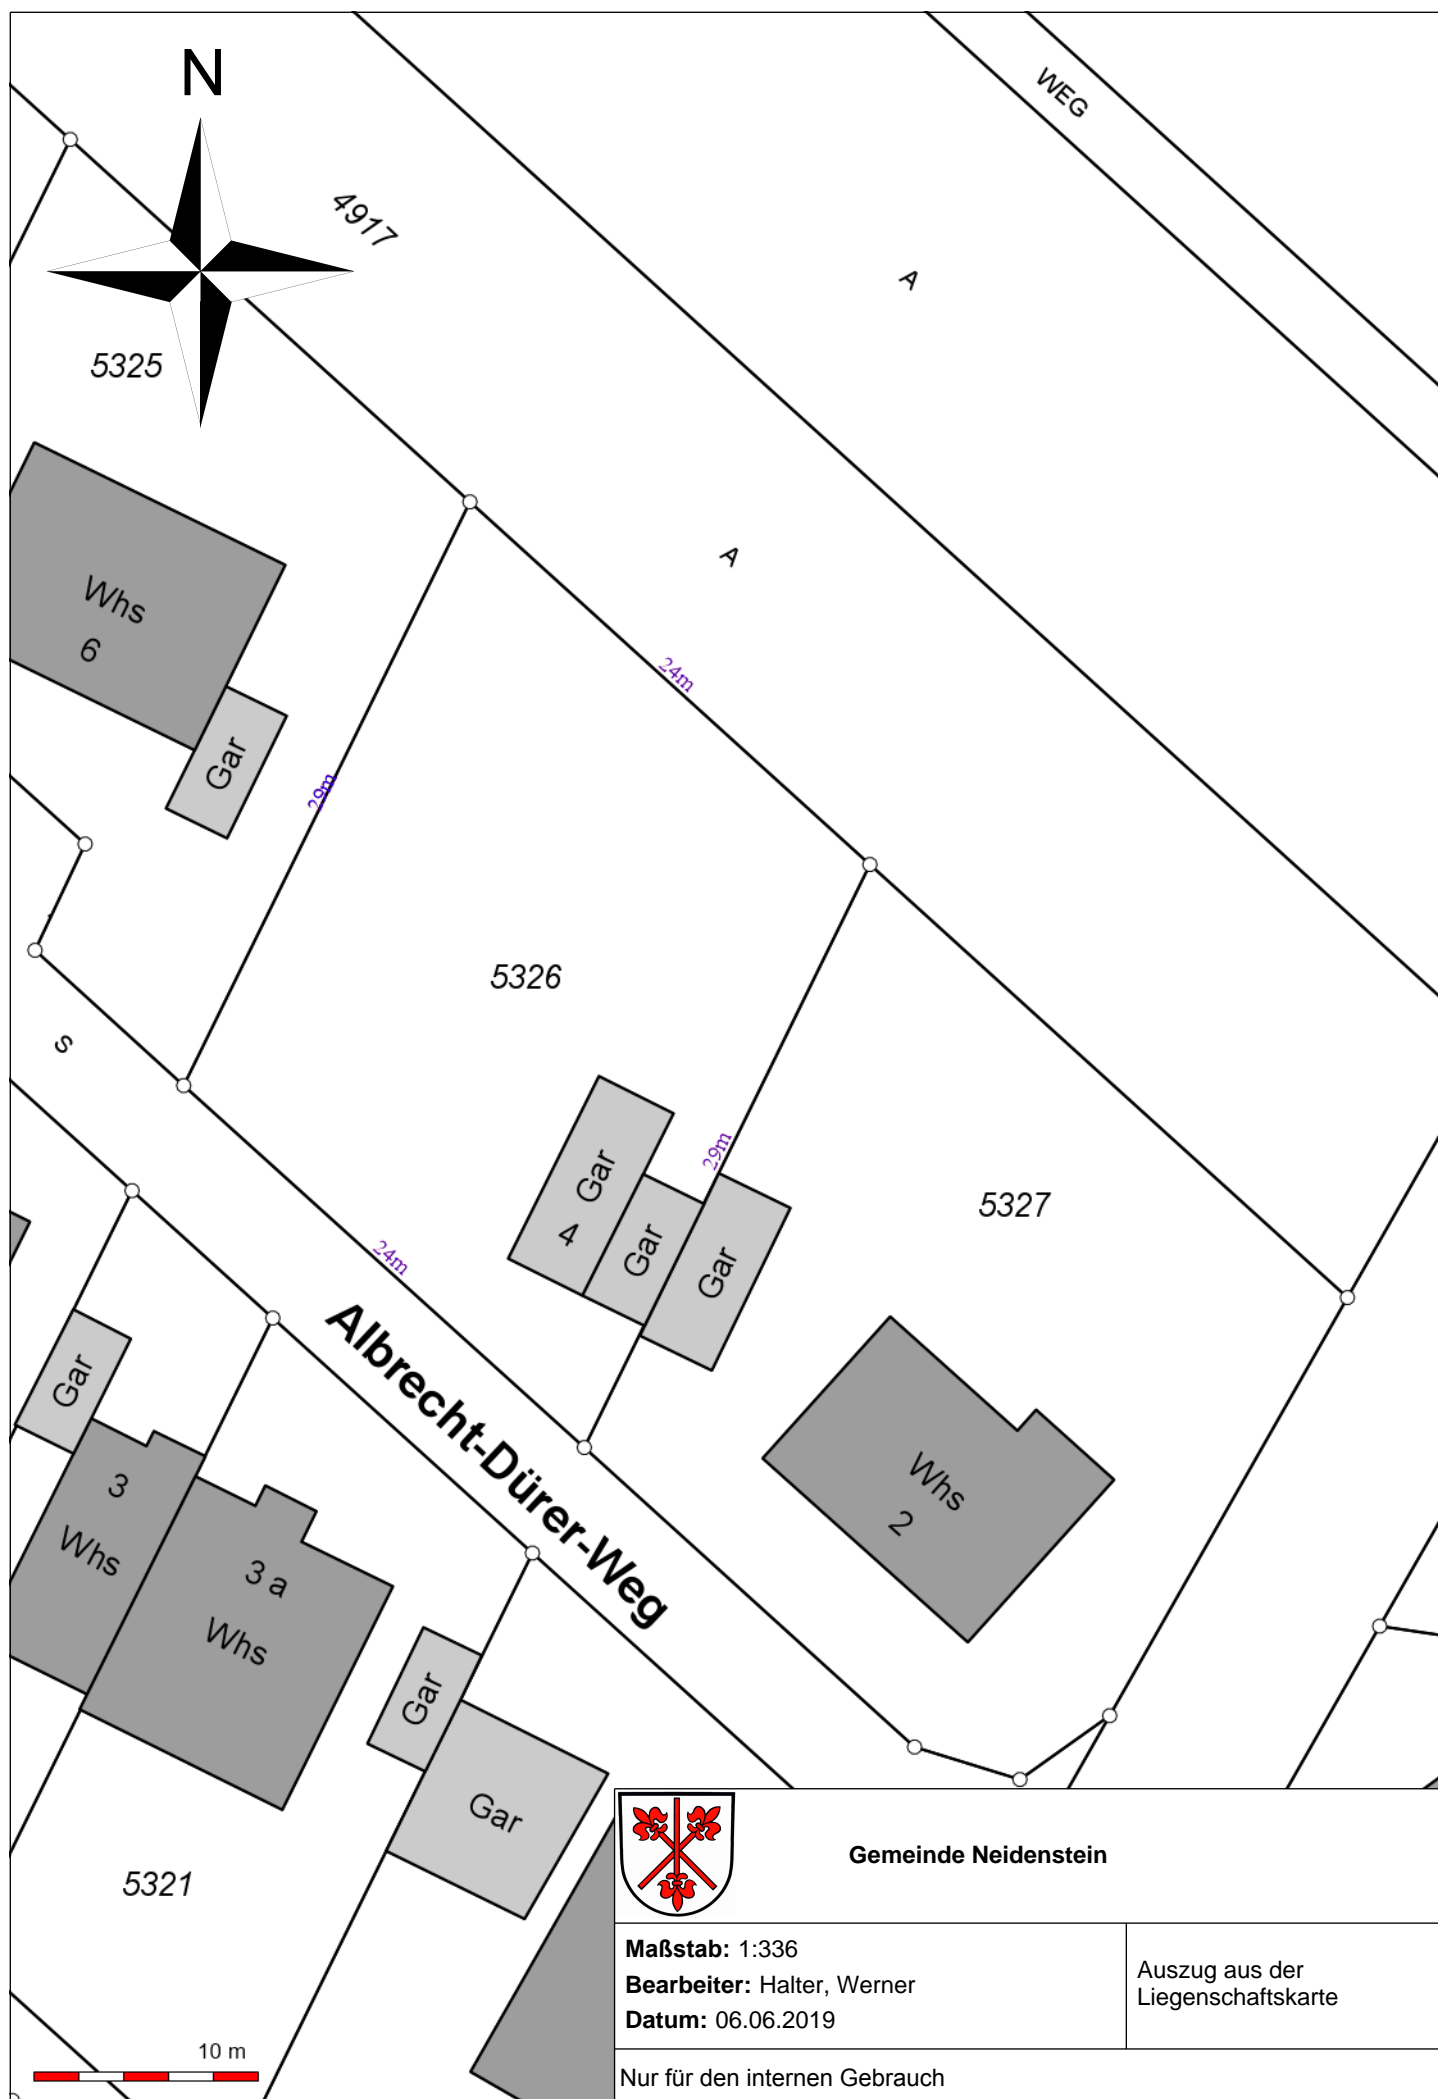 N
WEG
4917
A
5325
A
Whs
6
24m
Gar
29m
5326
S
29m
Gar
4
Gar
Gar
5327
24m
Albrecht-Dürer-Weg
Gar
3
Whs
3 a
Whs
Whs
2
Gar
Gar
5321
10 m
Gemeinde Neidenstein
Maßstab: 1:336
Bearbeiter: Halter, Werner
Datum: 06.06.2019
Auszug aus der
Liegenschaftskarte
Nur für den internen Gebrauch